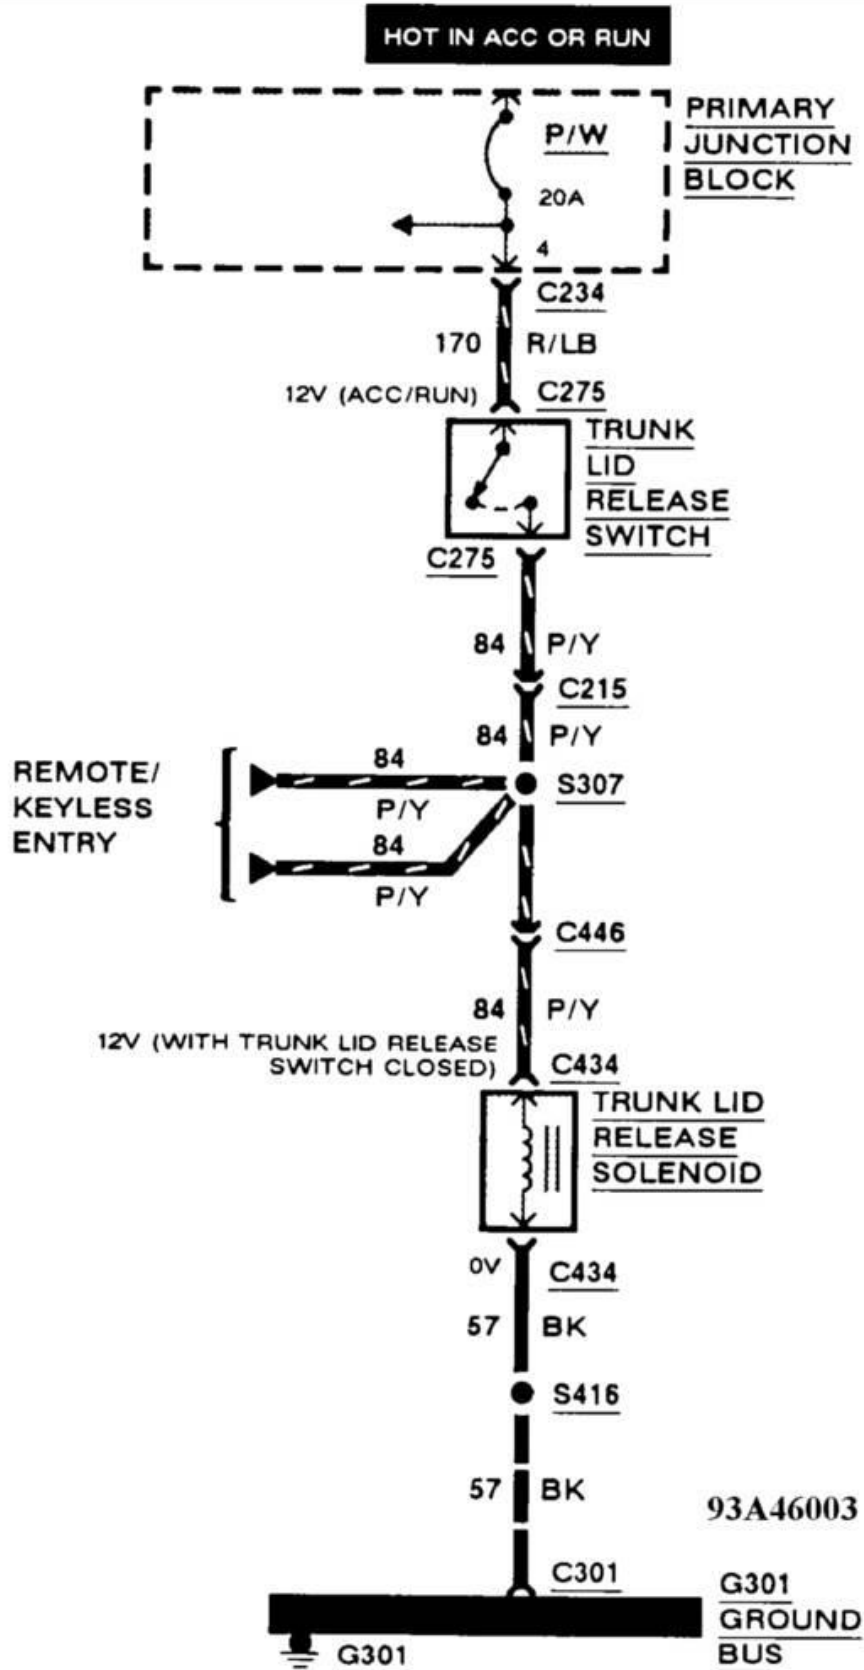 HOT IN ACC OR RUN
P/W
20A
4
PRIMARY
JUNCTION
BLOCK
C234
170 R/LB
12V (ACC/RUN) C275
TRUNK
LID
RELEASE
SWITCH
C275
84 P/Y
C215
84 P/Y
REMOTE/
KEYLESS
ENTRY
84
P/Y
84
P/Y
S307
C446
84 P/Y
12V (WITH TRUNK LID RELEASE
SWITCH CLOSED) C434
TRUNK LID
RELEASE
SOLENOID
0V C434
57 BK
S416
57 BK
93A46003
C301
G301
GROUND
BUS
G301